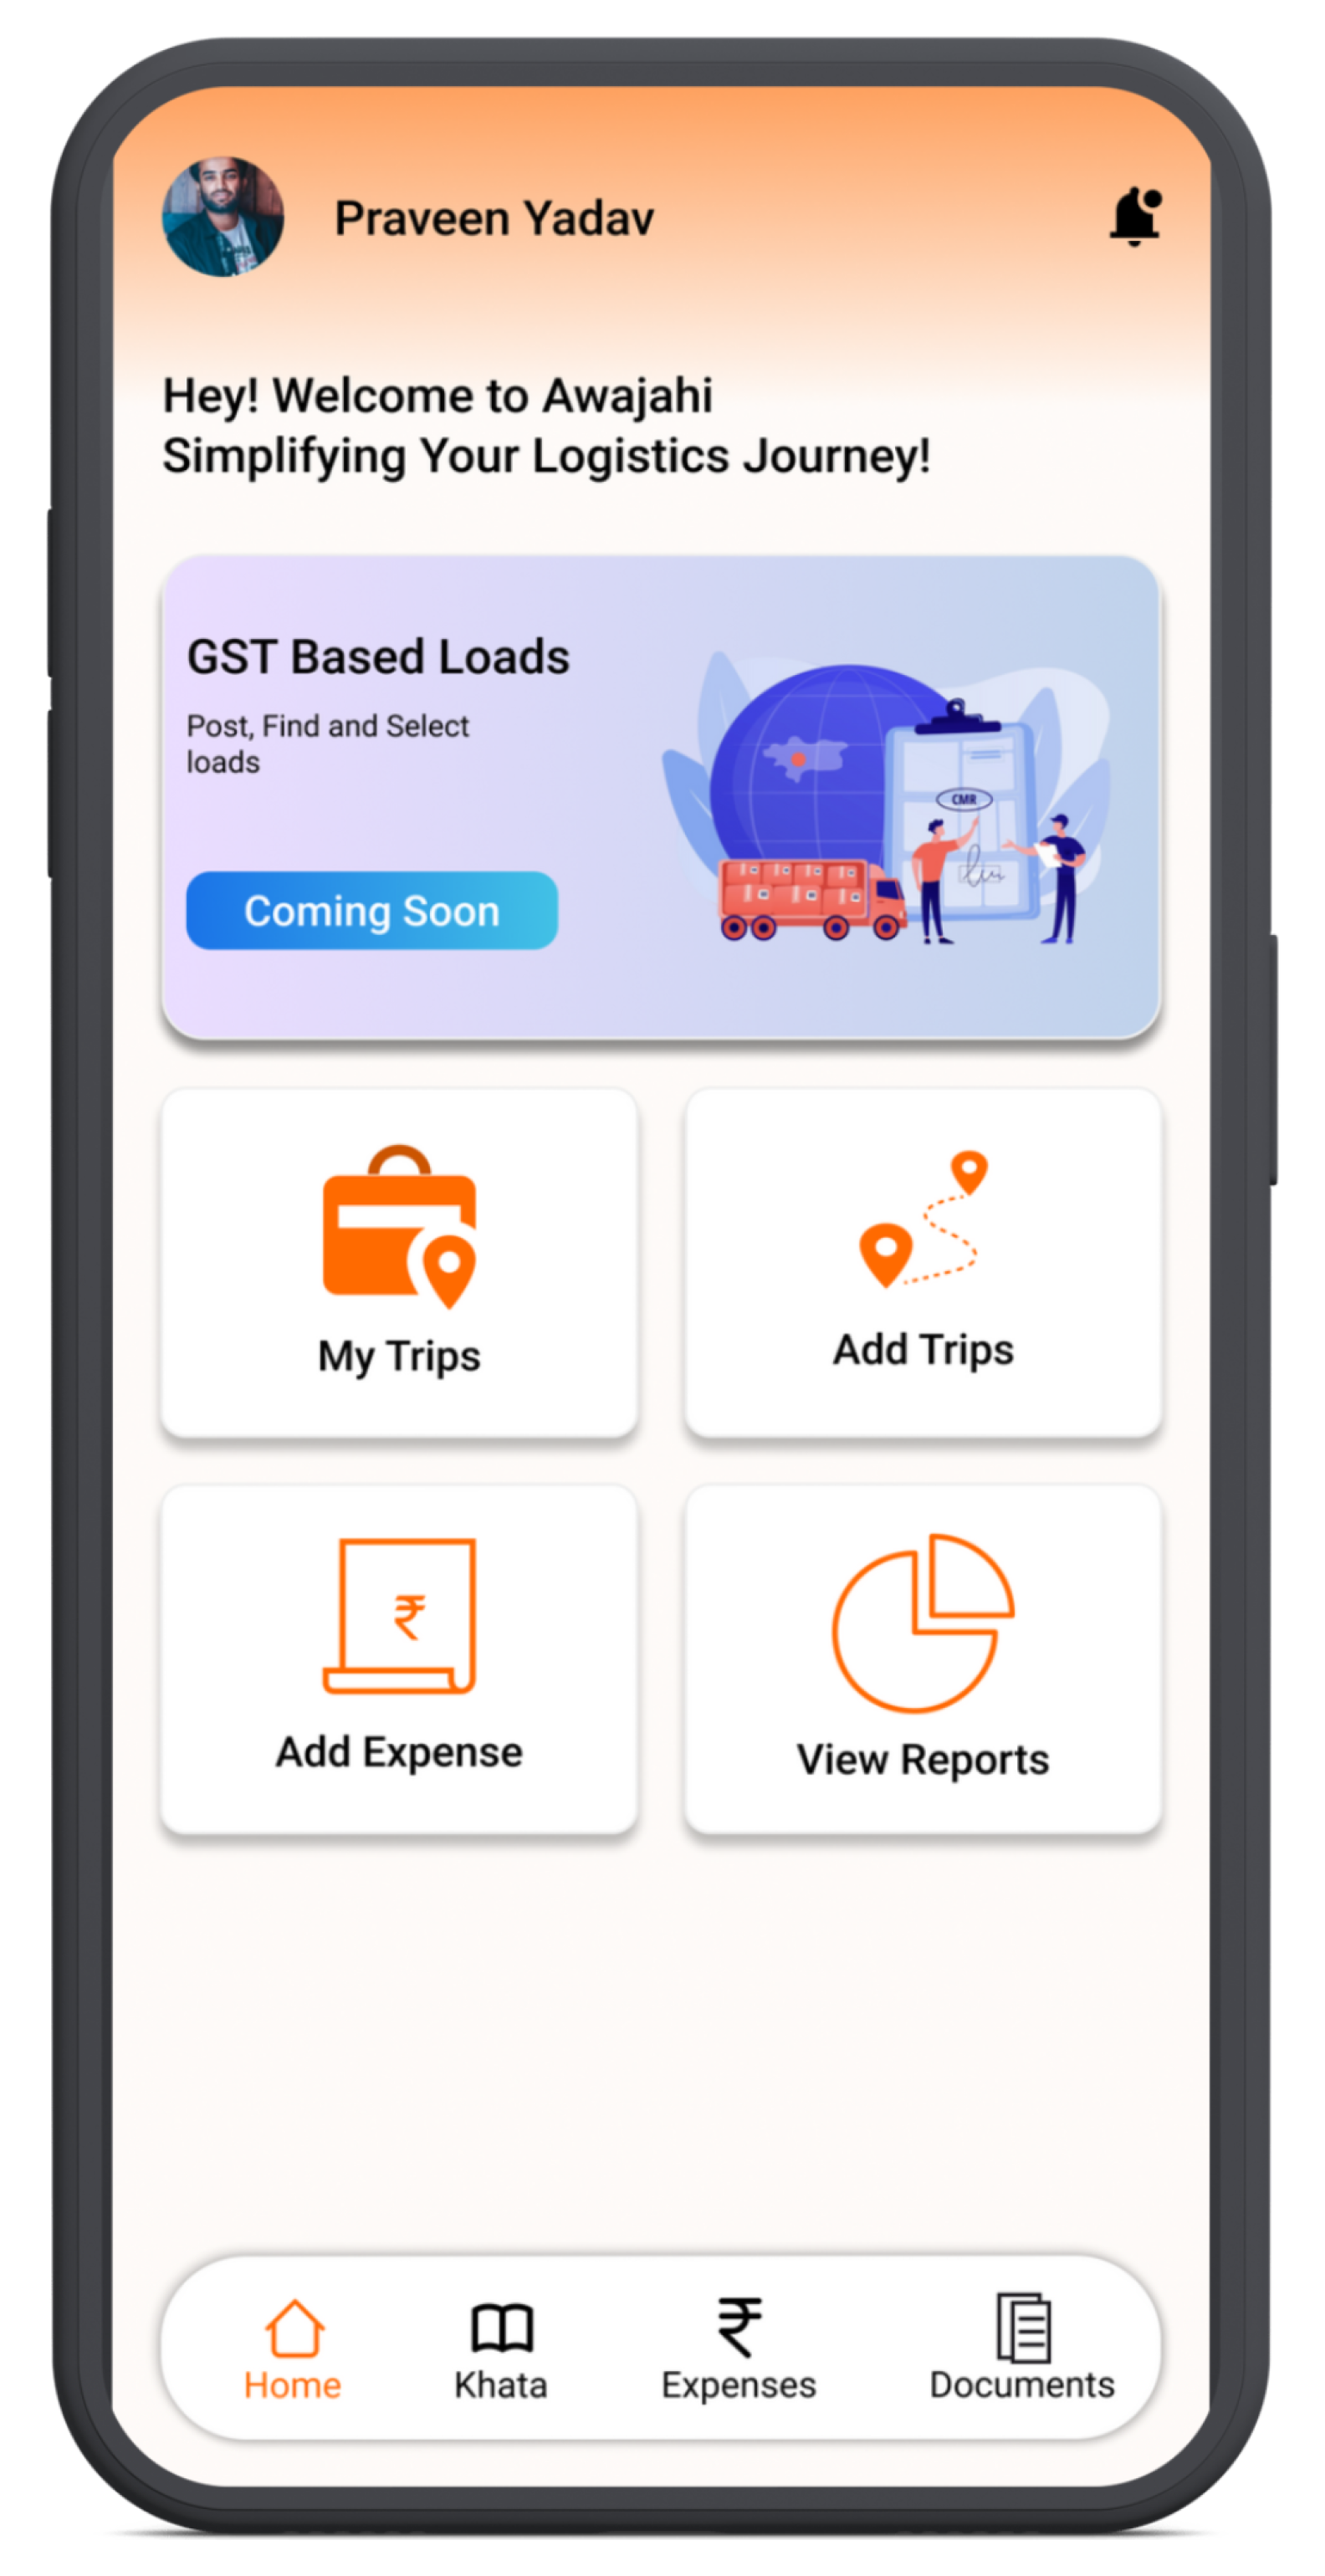 Praveen Yadav
Hey! Welcome to Awajahi
Simplifying Your Logistics Journey!
GST Based Loads
Post, Find and Select
loads
CMR
Coming Soon
My Trips
Add Trips
₹
Add Expense
View Reports
₹
Home
Khata
Expenses
Documents